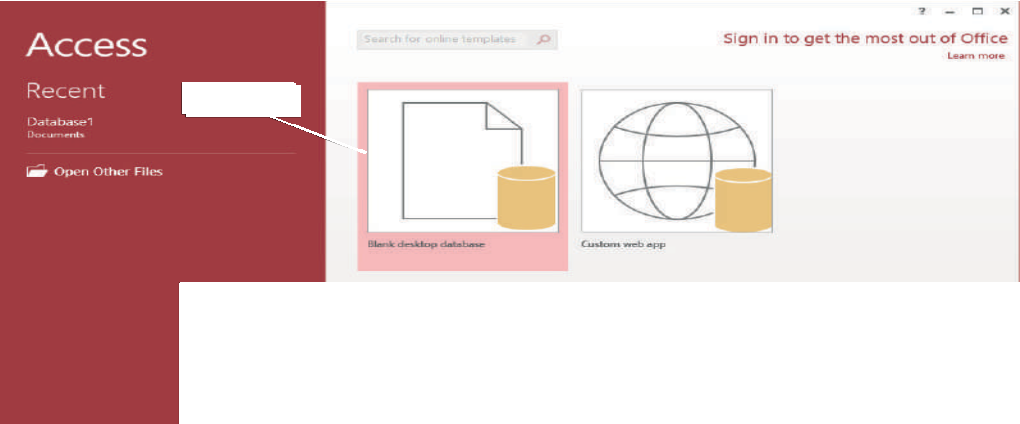 Access
Recent
Database1
Documents
Open Other Files
?
Search for online templates
Sign in to get the most out of Office
Learn more
Blank desktop database
Custom web app